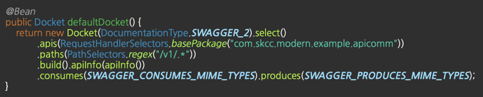 @Bean
public Docket defaultDocket() {
return new Docket(DocumentationType.SWAGGER_2).select()
.apis(RequestHandlerSelectors.basePackage("com.skcc.modern.example.apicomm"))
.paths(PathSelectors.regex("/v1/.*"))
.build().apiInfo(apiInfo())
.consumes(SWAGGER_CONSUMES_MIME_TYPES).produces(SWAGGER_PRODUCES_MIME_TYPES);
}